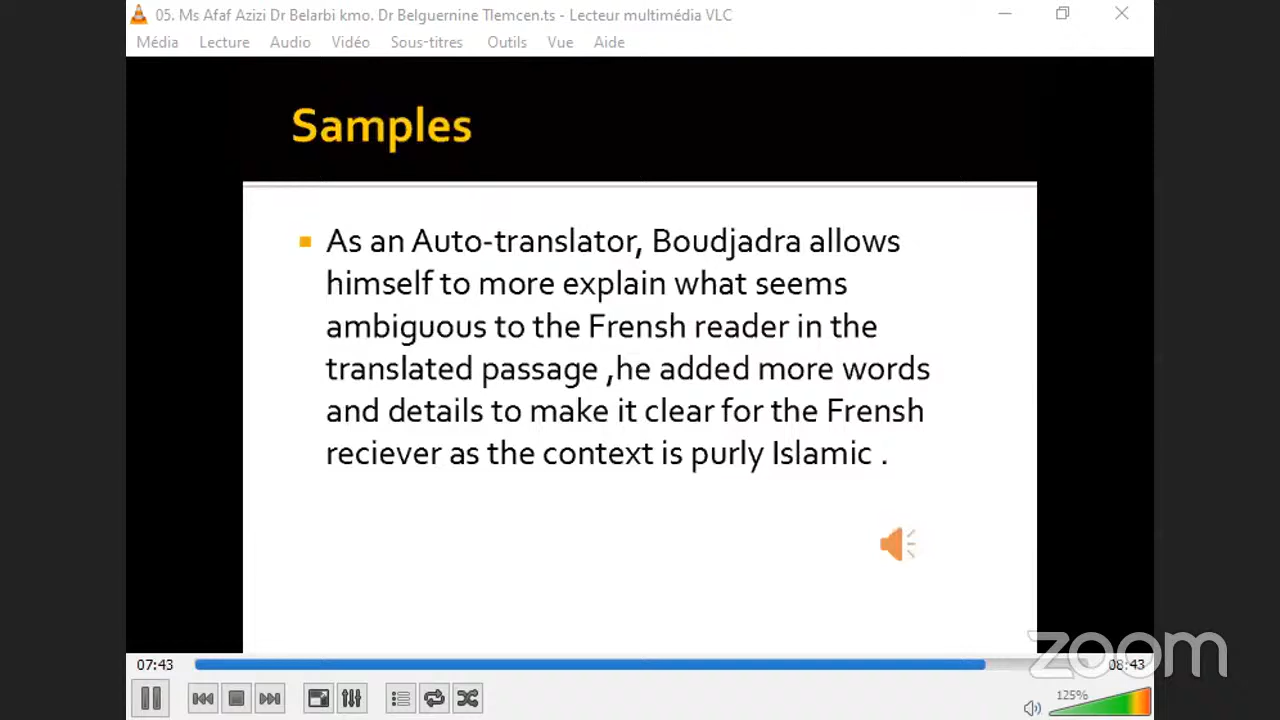 05. Ms Afaf Azizi Dr Belarbi kmo. Dr Belguernine Tlemcen.ts - Lecteur multimédia VLC
Média Lecture Audio Vidéo Sous-titres Outils Vue Aide
Samples
As an Auto-translator, Boudjadra allows
himself to more explain what seems
ambiguous to the Frensh reader in the
translated passage ,he added more words
and details to make it clear for the Frensh
reciever as the context is purly Islamic .
zoom
07:43
08:43
125%